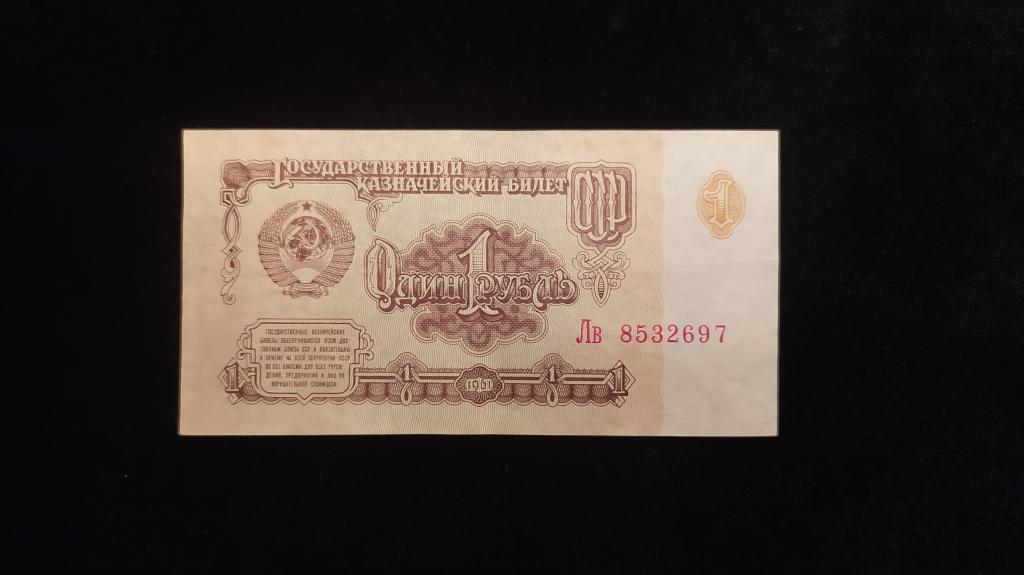 Государственный
казначейский билет
СССР
1
Один 1 рубль
Лв 8532697
ГОСУДАРСТВЕННЫЕ КАЗНАЧЕЙСКИЕ
БИЛЕТЫ ОБЕСПЕЧИВАЮТСЯ ВСЕМ ДОС-
ТОЯНИЕМ СОЮЗА ССР И ОБЯЗАТЕЛЬНЫ
К ПРИЕМУ НА ВСЕЙ ТЕРРИТОРИИ СССР
ВО ВСЕ ПЛАТЕЖИ ДЛЯ ВСЕХ УЧРЕЖ-
ДЕНИЙ, ПРЕДПРИЯТИЙ И ЛИЦ ПО
НАРИЦАТЕЛЬНОЙ СТОИМОСТИ.
1 1 1961 1 1